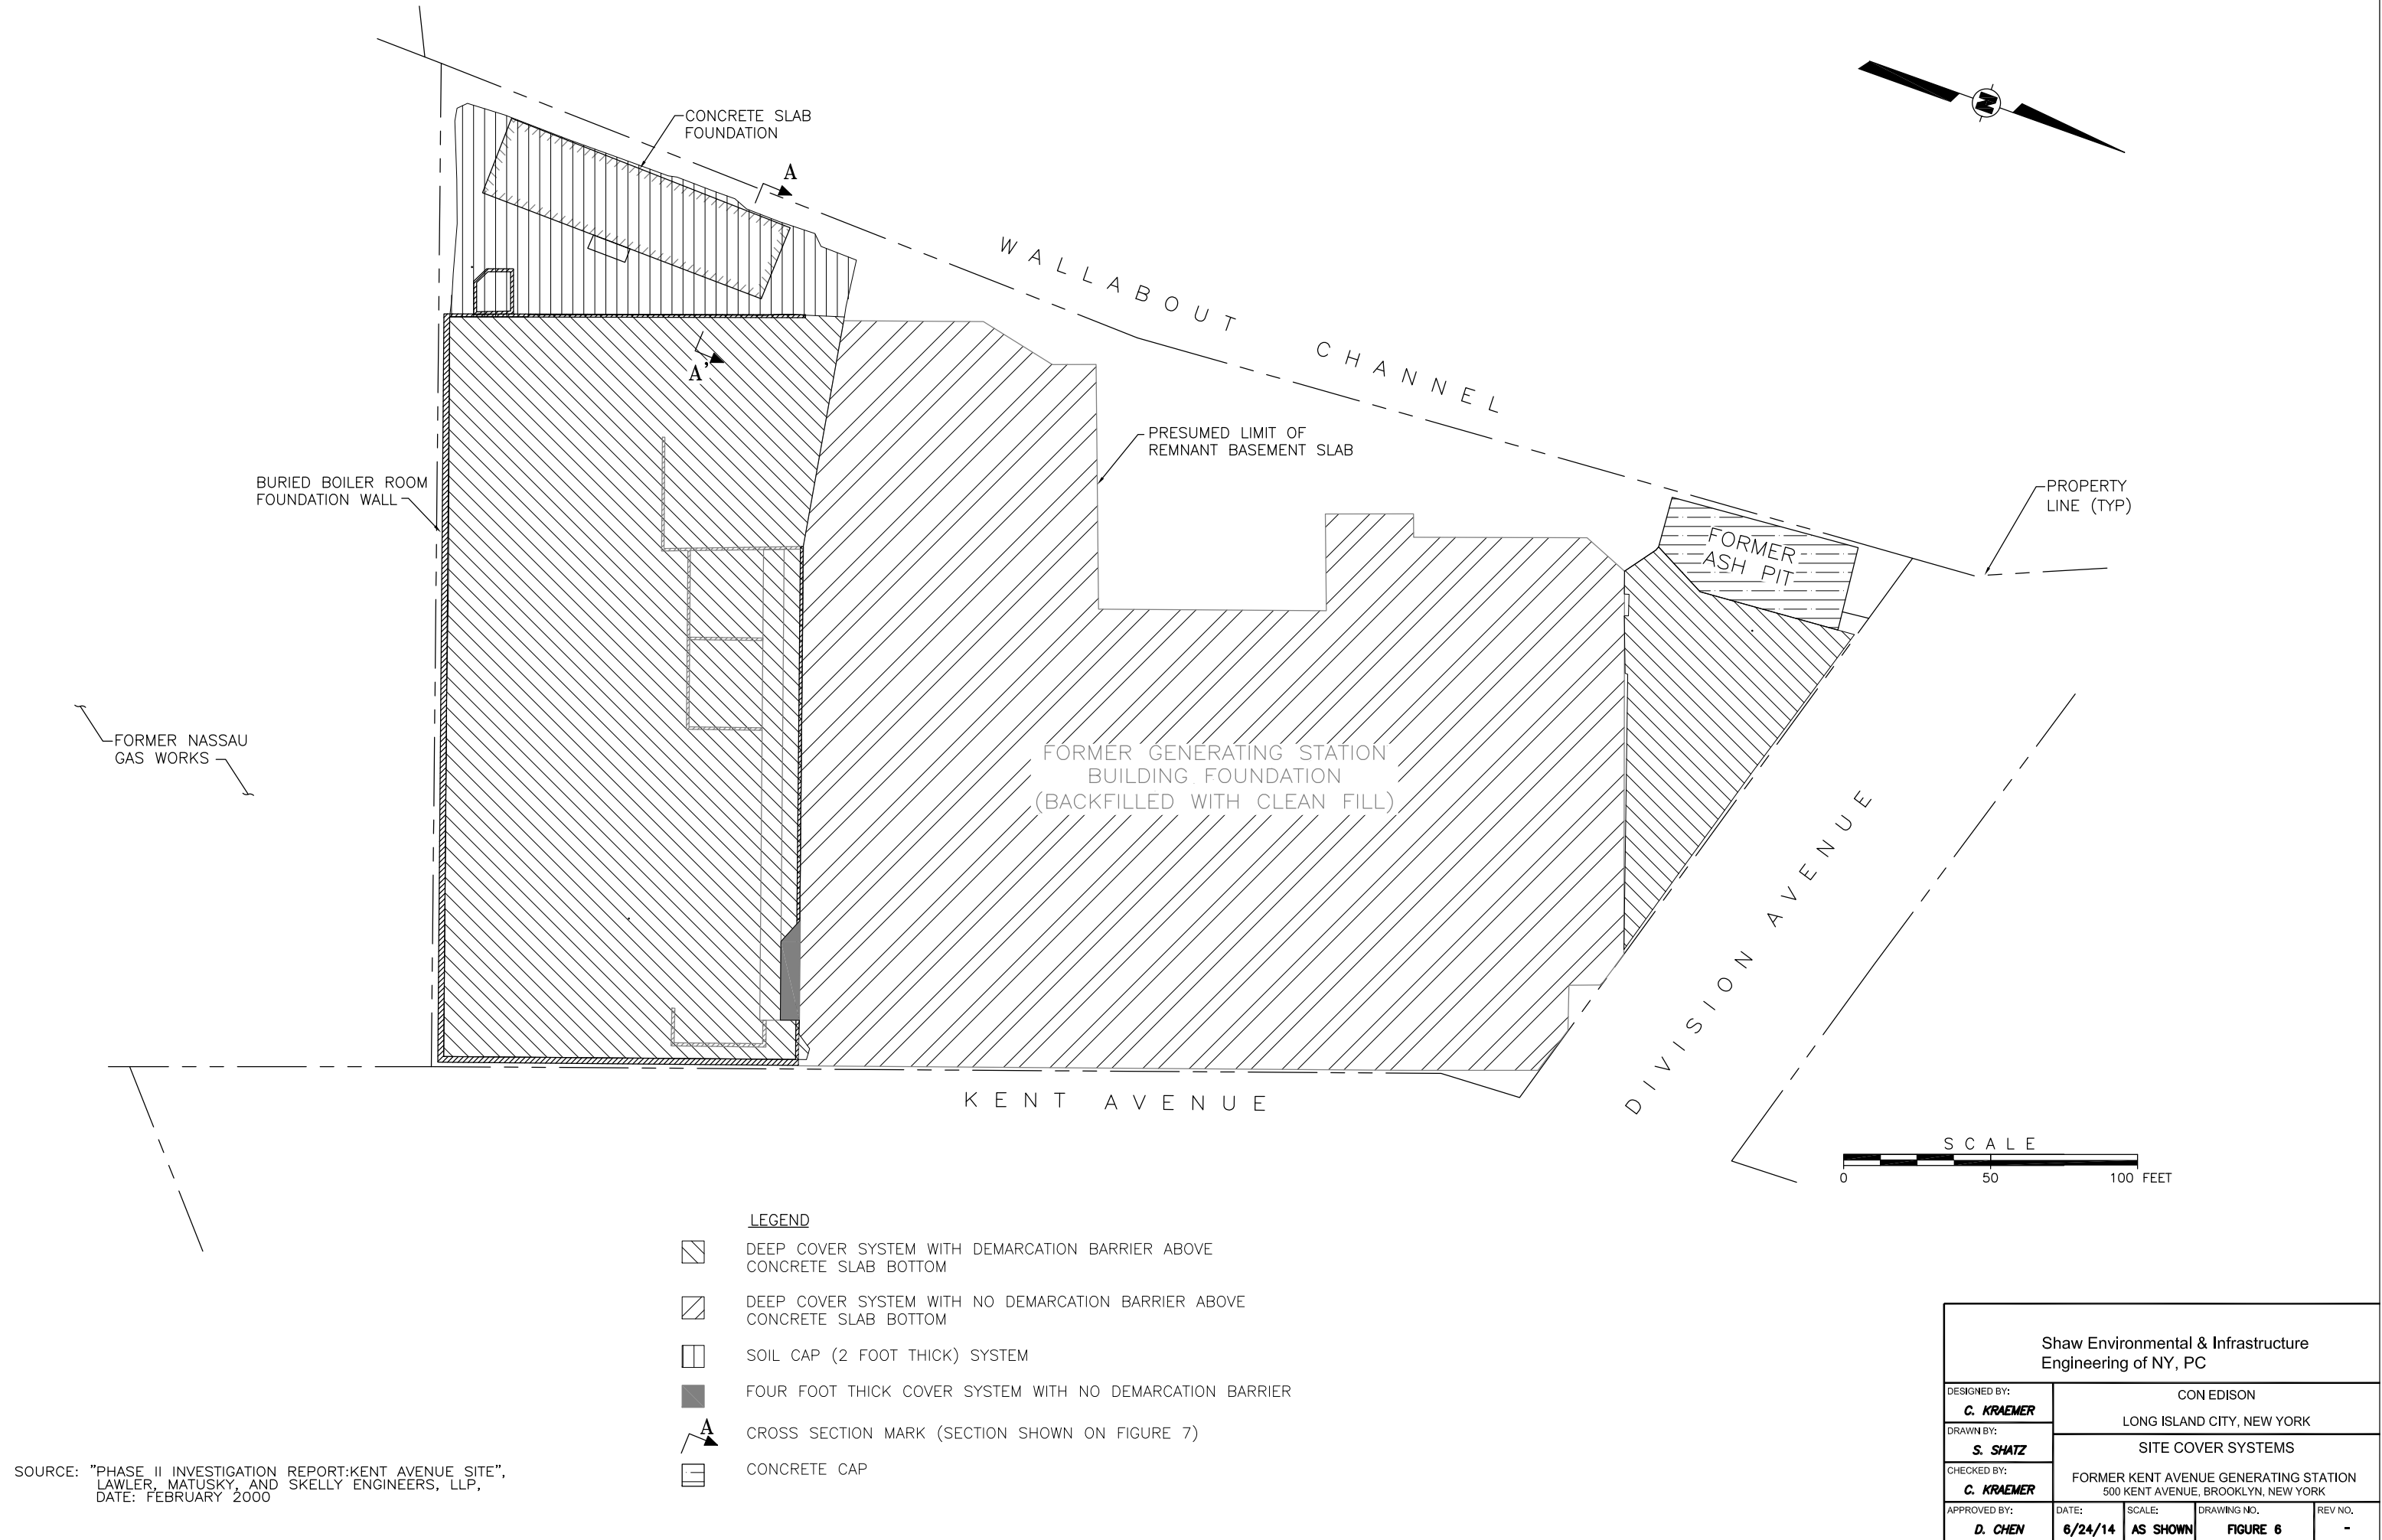 CONCRETE SLAB
FOUNDATION
A
N
WALLABOUT CHANNEL
A'
PRESUMED LIMIT OF
REMNANT BASEMENT SLAB
BURIED BOILER ROOM
FOUNDATION WALL
PROPERTY
LINE (TYP)
FORMER
ASH PIT
FORMER NASSAU
GAS WORKS
FORMER GENERATING STATION
BUILDING FOUNDATION
(BACKFILLED WITH CLEAN FILL)
DIVISION AVENUE
KENT AVENUE
SCALE
0 50 100 FEET
LEGEND
DEEP COVER SYSTEM WITH DEMARCATION BARRIER ABOVE
CONCRETE SLAB BOTTOM
DEEP COVER SYSTEM WITH NO DEMARCATION BARRIER ABOVE
CONCRETE SLAB BOTTOM
SOIL CAP (2 FOOT THICK) SYSTEM
FOUR FOOT THICK COVER SYSTEM WITH NO DEMARCATION BARRIER
A
CROSS SECTION MARK (SECTION SHOWN ON FIGURE 7)
CONCRETE CAP
SOURCE: "PHASE II INVESTIGATION REPORT:KENT AVENUE SITE",
LAWLER, MATUSKY, AND SKELLY ENGINEERS, LLP,
DATE: FEBRUARY 2000
Shaw Environmental & Infrastructure
Engineering of NY, PC
DESIGNED BY:
C. KRAEMER
CON EDISON
LONG ISLAND CITY, NEW YORK
DRAWN BY:
S. SHATZ
SITE COVER SYSTEMS
CHECKED BY:
C. KRAEMER
FORMER KENT AVENUE GENERATING STATION
500 KENT AVENUE, BROOKLYN, NEW YORK
APPROVED BY:
D. CHEN
DATE:
6/24/14
SCALE:
AS SHOWN
DRAWING NO.
FIGURE 6
REV NO.
-